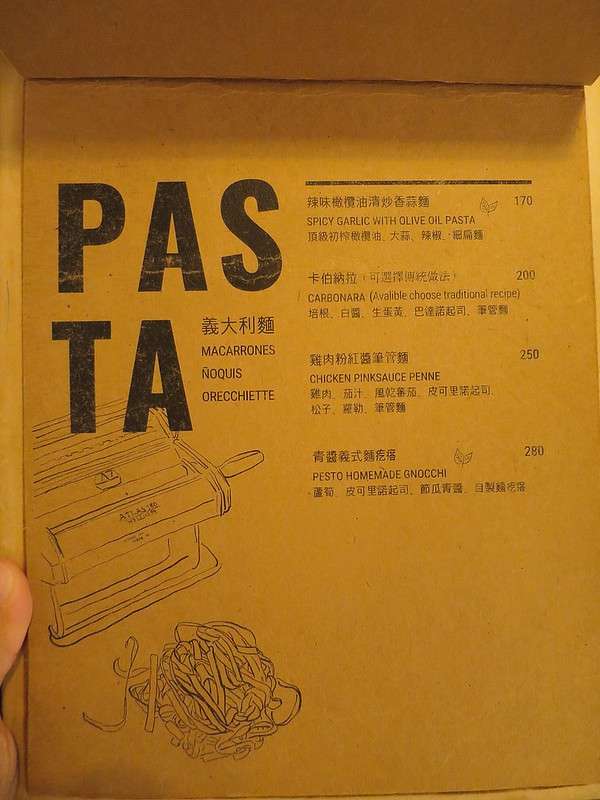 PAS
TA
義大利麵
MACARRONES
ÑOQUIS
ORECCHIETTE
辣味橄欖油清炒香蒜麵 170
SPICY GARLIC WITH OLIVE OIL PASTA
頂級初榨橄欖油、大蒜、辣椒、細扁麵
卡伯納拉（可選擇傳統做法） 200
CARBONARA (Avalible choose traditional recipe)
培根、白醬、生蛋黃、巴達諾起司、筆管麵
雞肉粉紅醬筆管麵 250
CHICKEN PINKSAUCE PENNE
雞肉、茄汁、風乾蕃茄、皮可里諾起司、
松子、羅勒、筆管麵
青醬義式麵疙瘩 280
PESTO HOMEMADE GNOCCHI
蘆筍、皮可里諾起司、節瓜青醬、自製麵疙瘩
ATLAS